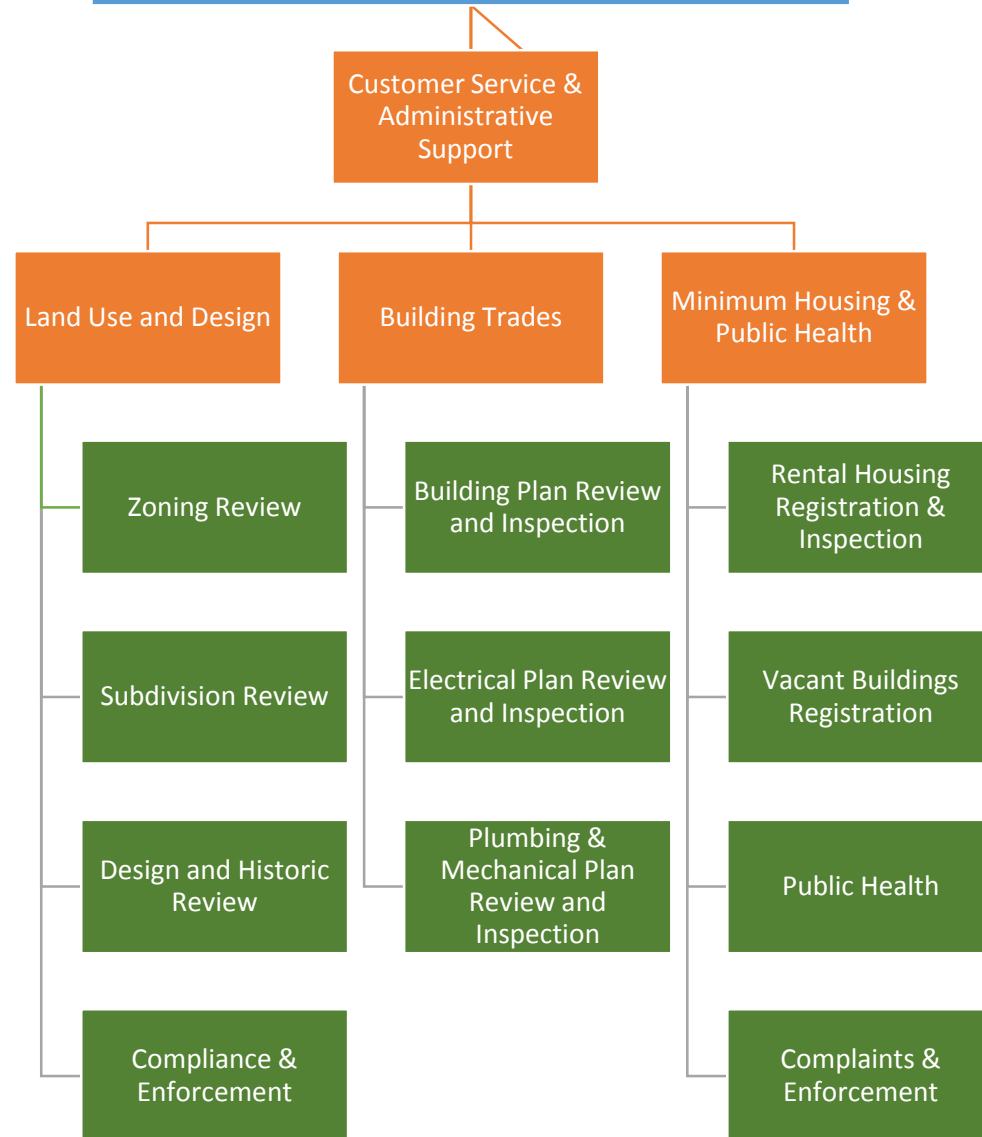 Customer Service &
Administrative
Support
Land Use and Design
Building Trades
Minimum Housing &
Public Health
Zoning Review
Building Plan Review
and Inspection
Rental Housing
Registration &
Inspection
Subdivision Review
Electrical Plan Review
and Inspection
Vacant Buildings
Registration
Design and Historic
Review
Plumbing &
Mechanical Plan
Review and
Inspection
Public Health
Compliance &
Enforcement
Complaints &
Enforcement